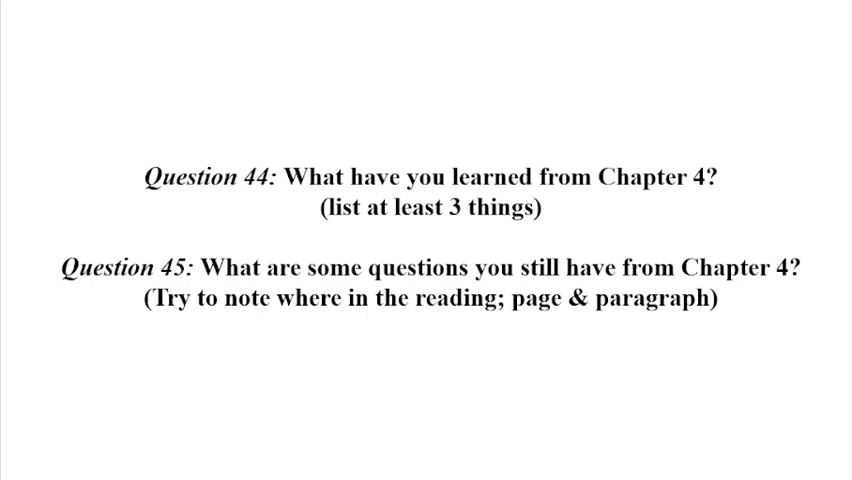 Question 44: What have you learned from Chapter 4?
(list at least 3 things)
Question 45: What are some questions you still have from Chapter 4?
(Try to note where in the reading; page & paragraph)